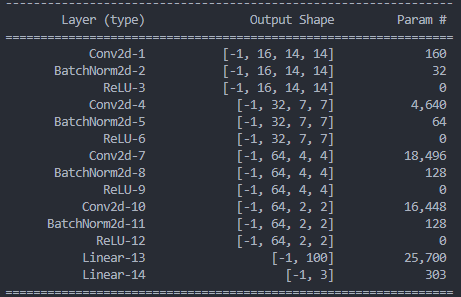 ----------------------------------------------------------------
Layer (type) Output Shape Param #
================================================================
Conv2d-1 [-1, 16, 14, 14] 160
BatchNorm2d-2 [-1, 16, 14, 14] 32
ReLU-3 [-1, 16, 14, 14] 0
Conv2d-4 [-1, 32, 7, 7] 4,640
BatchNorm2d-5 [-1, 32, 7, 7] 64
ReLU-6 [-1, 32, 7, 7] 0
Conv2d-7 [-1, 64, 4, 4] 18,496
BatchNorm2d-8 [-1, 64, 4, 4] 128
ReLU-9 [-1, 64, 4, 4] 0
Conv2d-10 [-1, 64, 2, 2] 16,448
BatchNorm2d-11 [-1, 64, 2, 2] 128
ReLU-12 [-1, 64, 2, 2] 0
Linear-13 [-1, 100] 25,700
Linear-14 [-1, 3] 303
================================================================